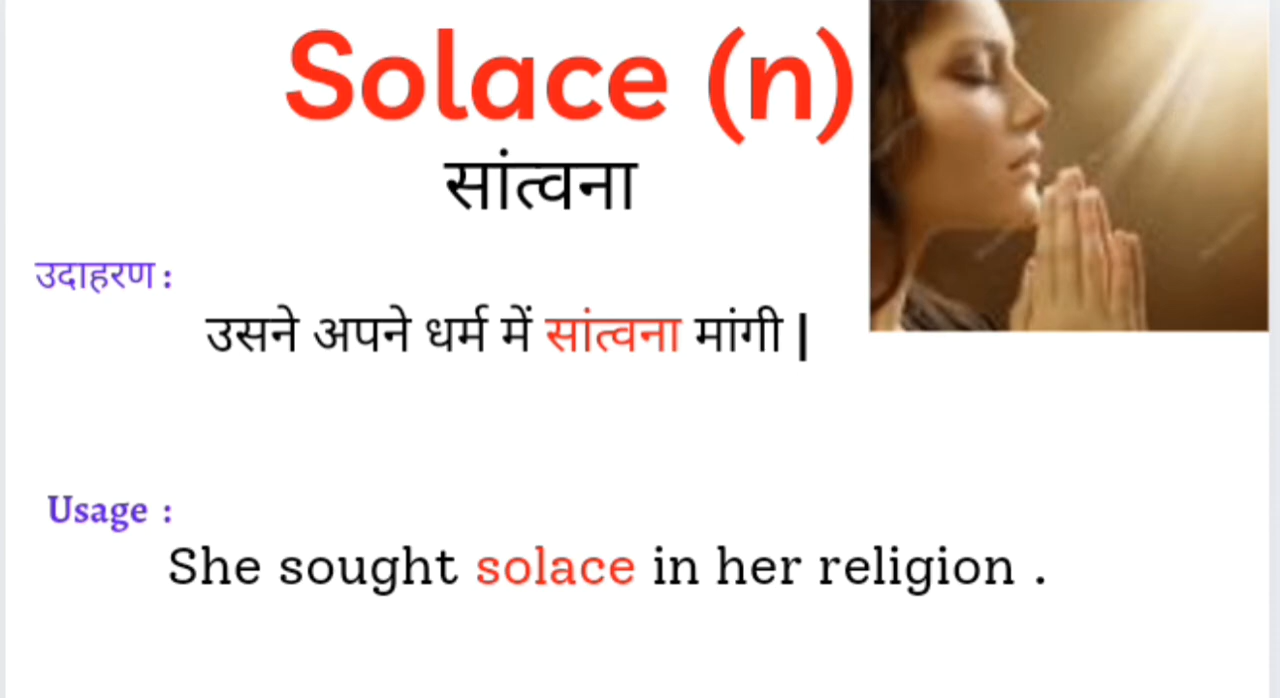 Solace (n)
सांत्वना
उदाहरण :
उसने अपने धर्म में सांत्वना मांगी |
Usage :
She sought solace in her religion .